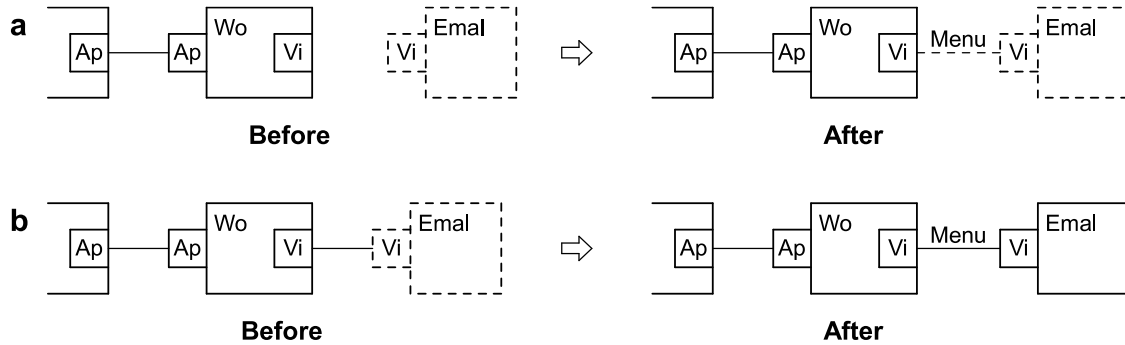 a
Ap Ap Wo Vi Vi Emal
Ap Ap Wo Vi Menu Vi Emal
Before
After
b
Ap Ap Wo Vi Vi Emal
Ap Ap Wo Vi Menu Vi Emal
Before
After